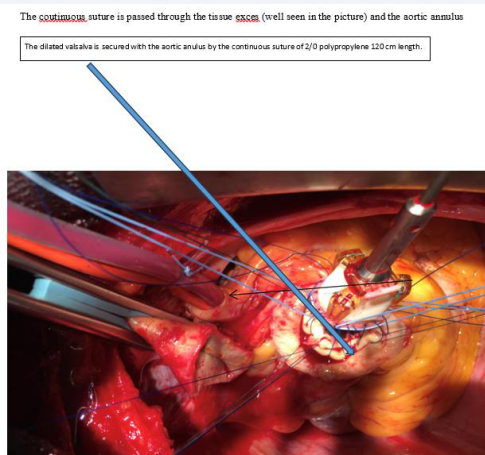 The coutinuous suture is passed through the tissue exces (well seen in the picture) and the aortic annulus
The dilated valsalva is secured with the aortic anulus by the continuous suture of 2/0 polypropylene 120 cm length.